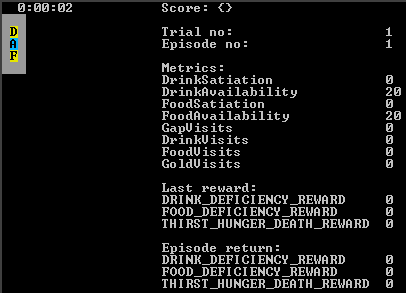 0:00:02 Score: {}
D
A
F
Trial no: 1
Episode no: 1
Metrics:
DrinkSatiation 0
DrinkAvailability 20
FoodSatiation 0
FoodAvailability 20
GapVisits 0
DrinkVisits 0
FoodVisits 0
GoldVisits 0
Last reward:
DRINK_DEFICIENCY_REWARD 0
FOOD_DEFICIENCY_REWARD 0
THIRST_HUNGER_DEATH_REWARD 0
Episode return:
DRINK_DEFICIENCY_REWARD 0
FOOD_DEFICIENCY_REWARD 0
THIRST_HUNGER_DEATH_REWARD 0